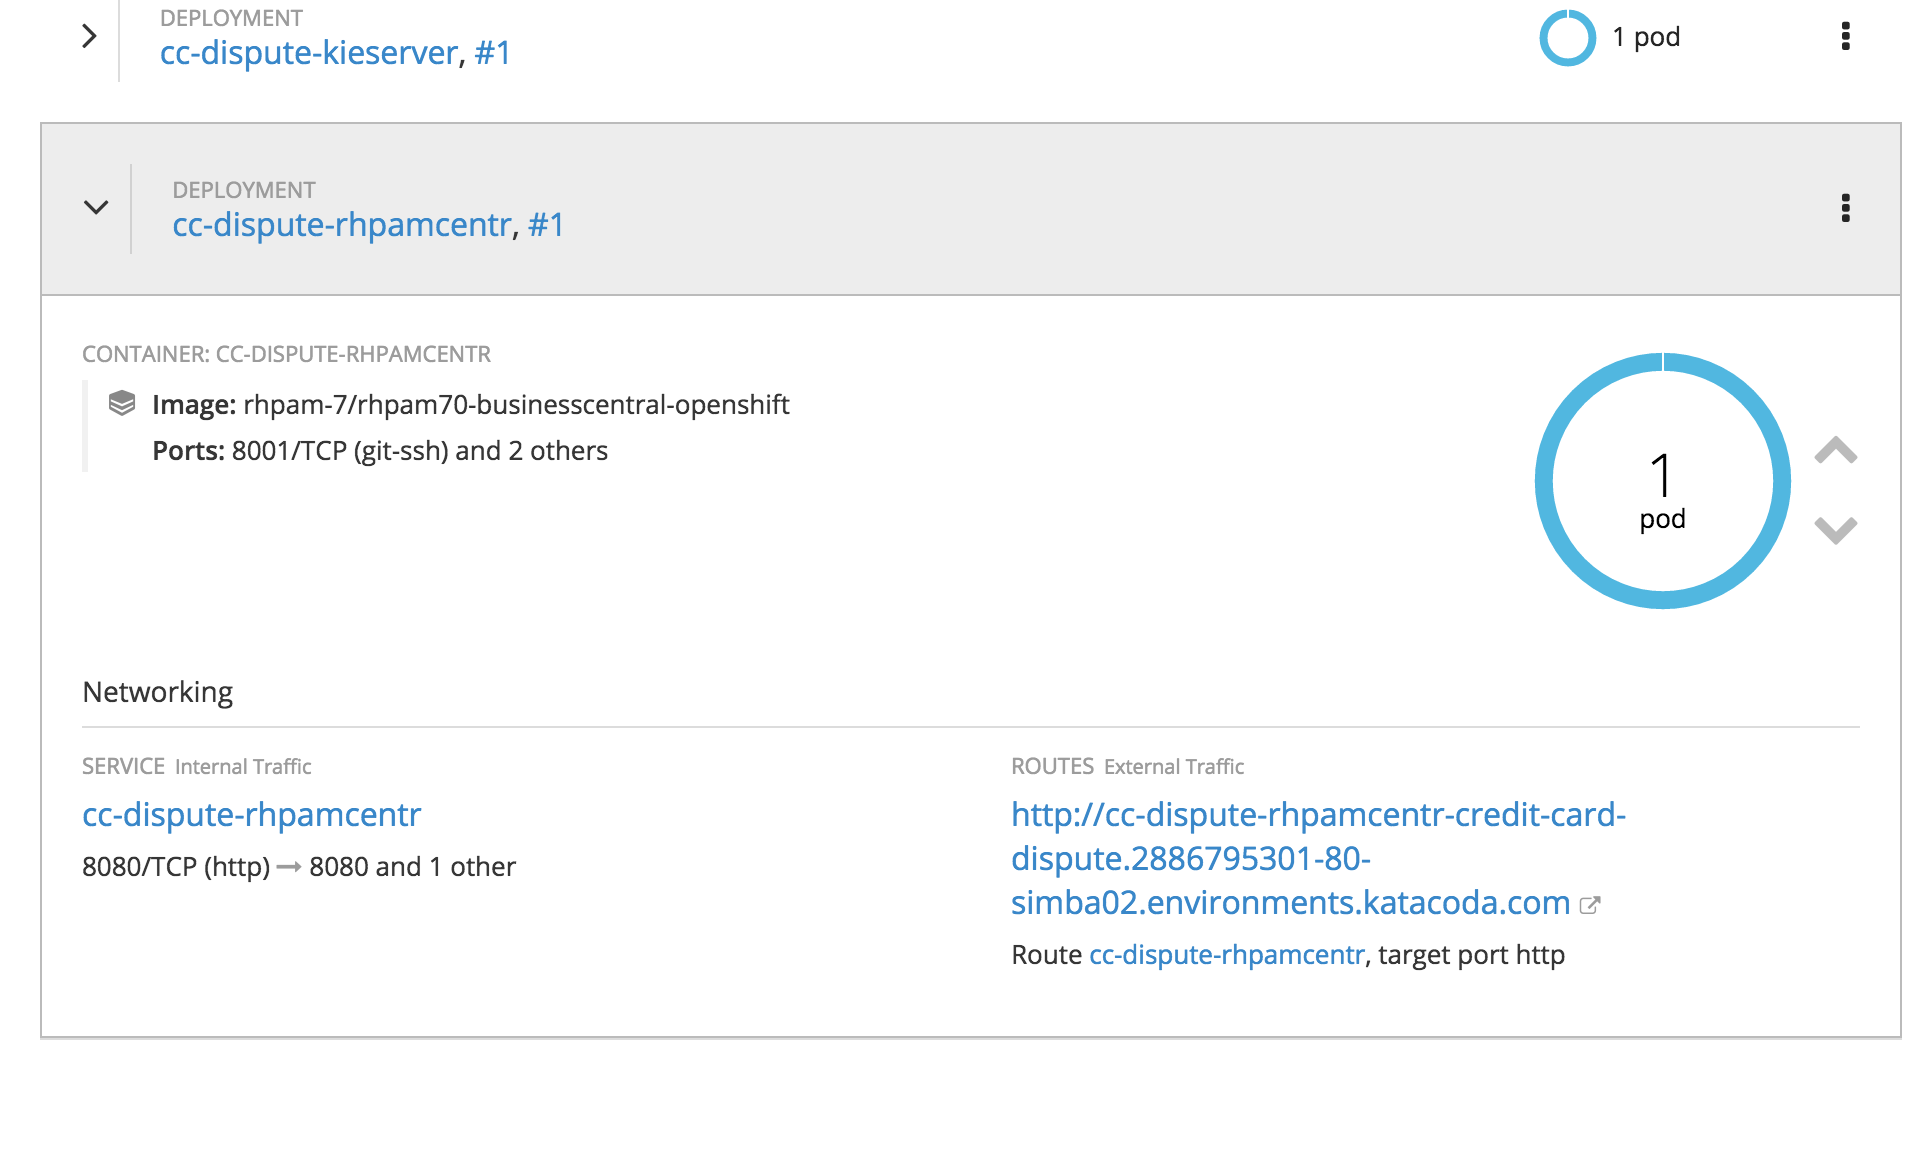 DEPLOYMENT
cc-dispute-kieserver, #1
1 pod
DEPLOYMENT
cc-dispute-rhpamcentr, #1
CONTAINER: CC-DISPUTE-RHPAMCENTR
Image: rhpam-7/rhpam70-businesscentral-openshift
Ports: 8001/TCP (git-ssh) and 2 others
1
pod
Networking
SERVICE Internal Traffic
cc-dispute-rhpamcentr
8080/TCP (http) → 8080 and 1 other
ROUTES External Traffic
http://cc-dispute-rhpamcentr-credit-card-
dispute.2886795301-80-
simba02.environments.katacoda.com
Route cc-dispute-rhpamcentr, target port http